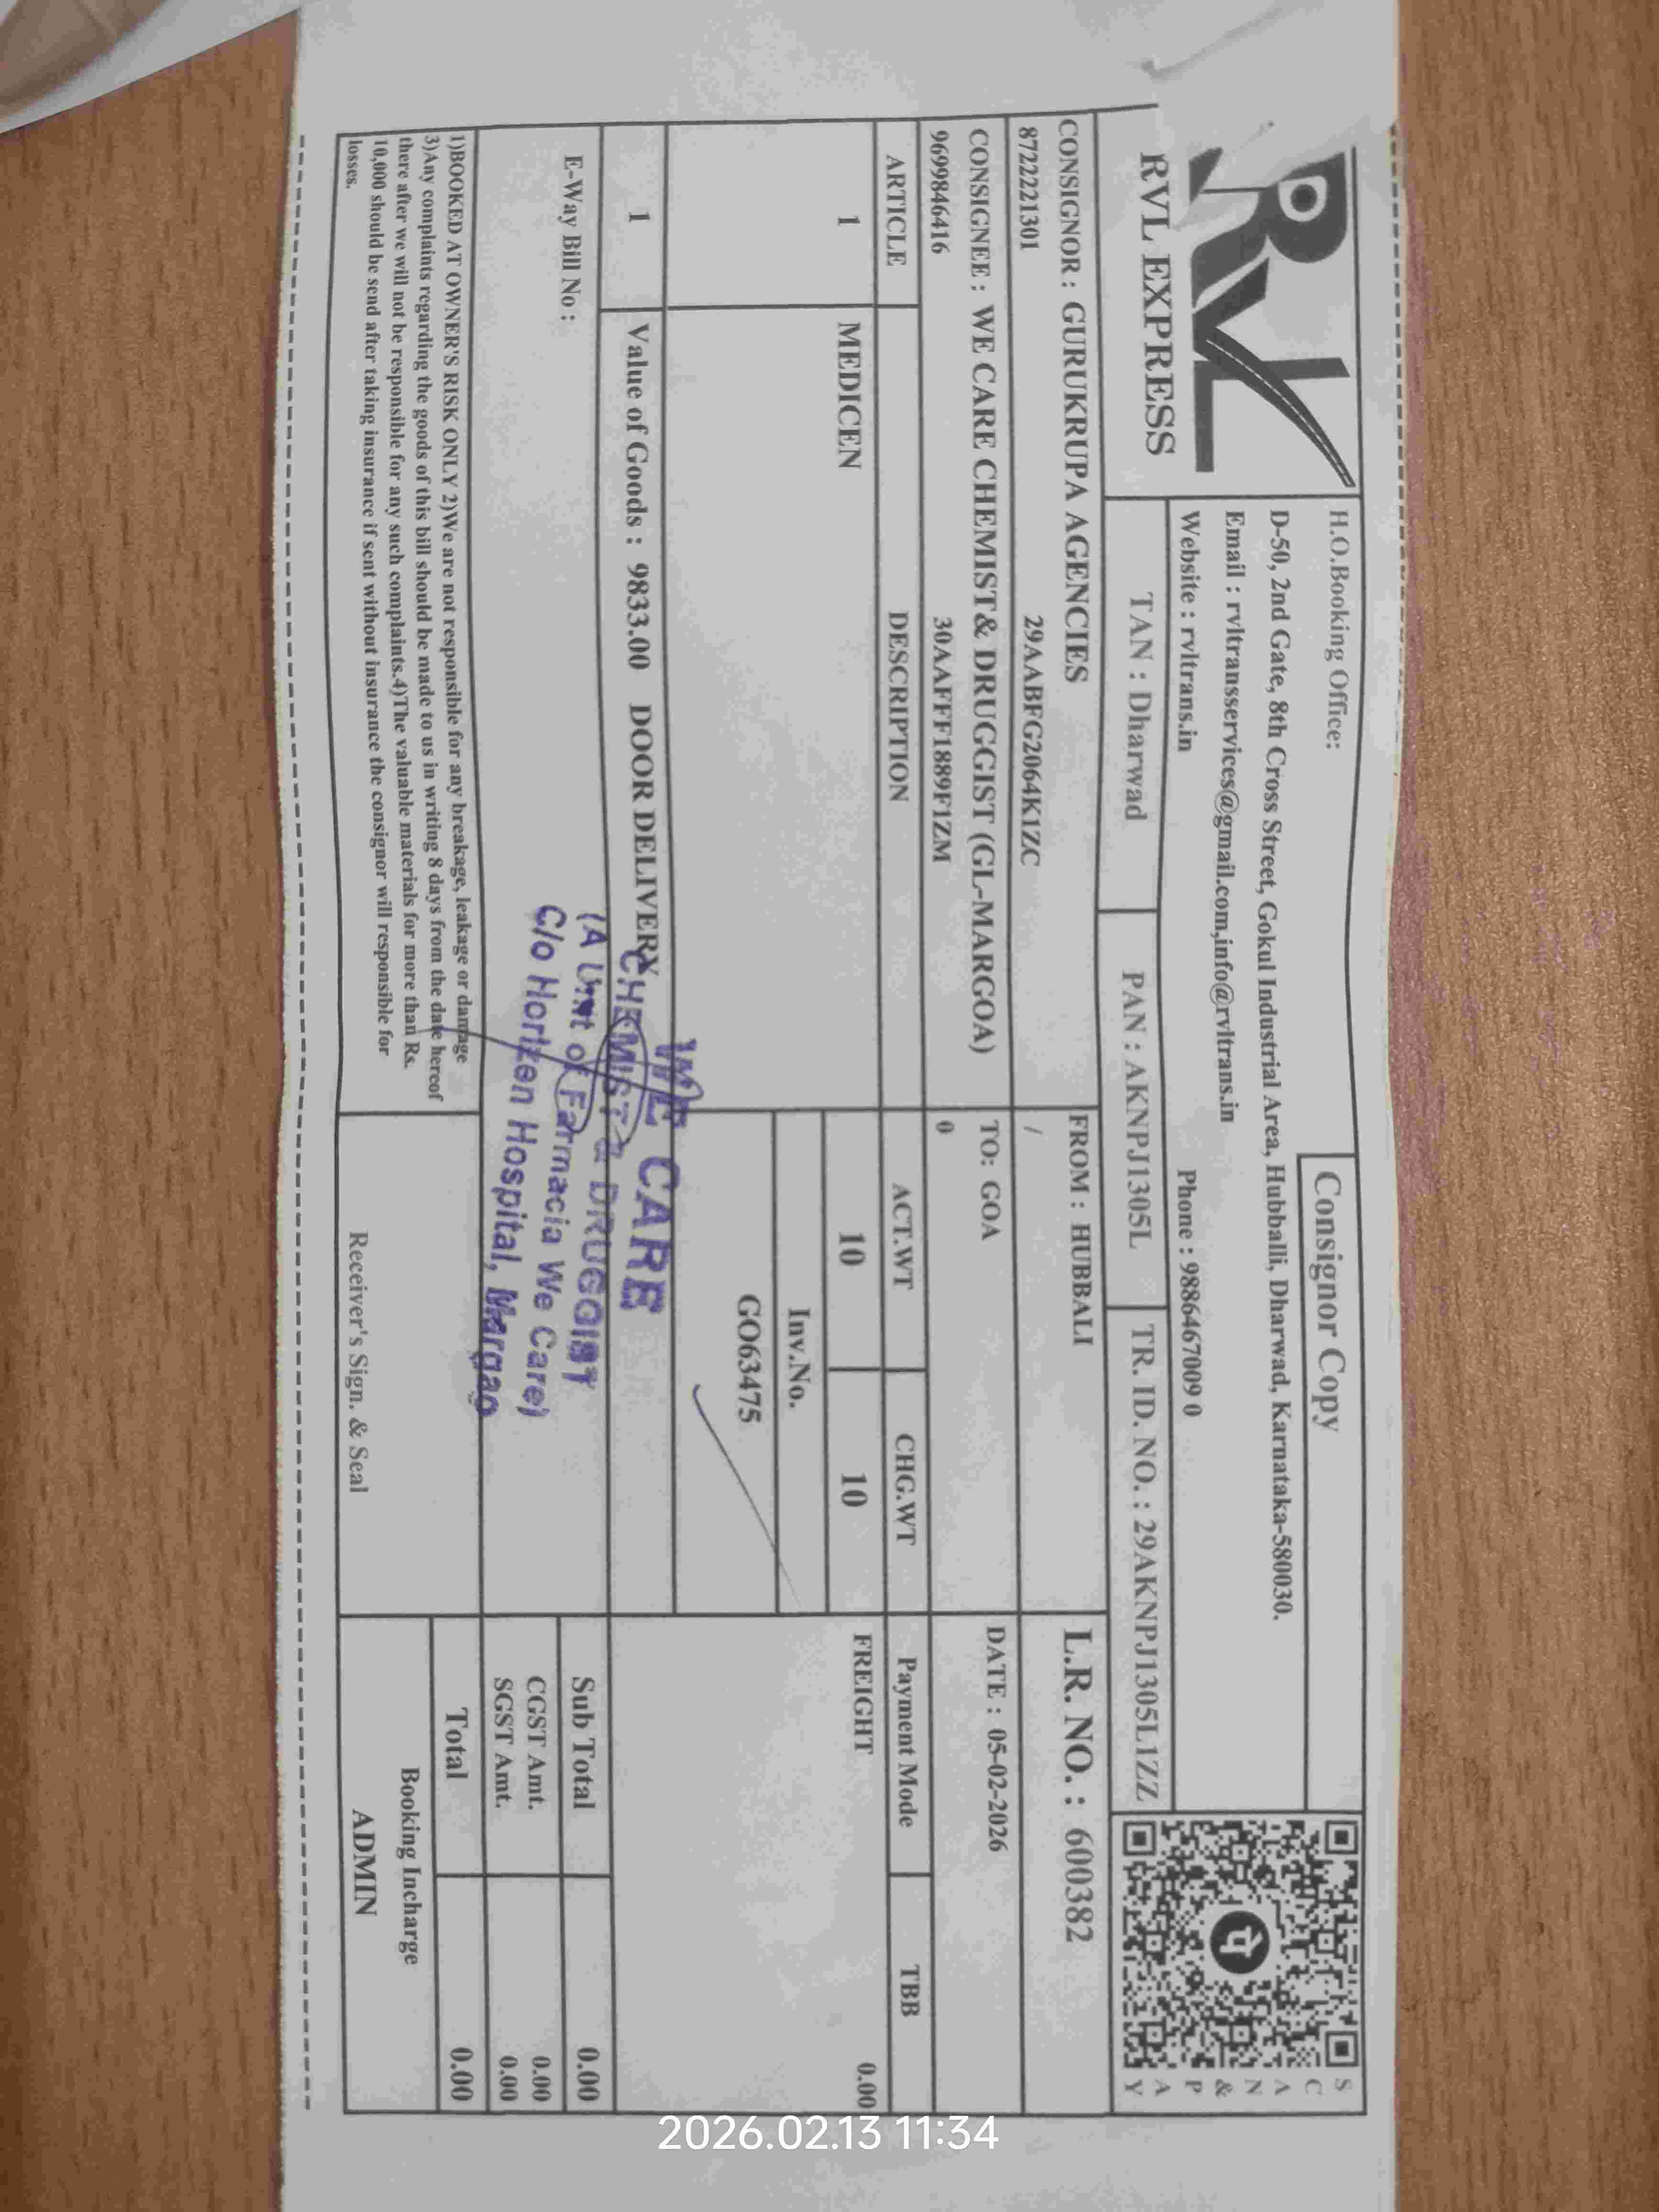 RVL EXPRESS
H.O.Booking Office:
Consignor Copy
D-50, 2nd Gate, 8th Cross Street, Gokul Industrial Area, Hubballi, Dharwad, Karnataka-580030.
Email : rvltransservices@gmail.com,info@rvltrans.in
Website : rvltrans.in Phone : 9886467009 0
SCAN & PAY
TAN : Dharwad PAN : AKNPJ1305L TR. ID. NO. : 29AKNPJ1305L1ZZ
CONSIGNOR : GURUKRUPA AGENCIES FROM : HUBBALI L.R. NO. : 600382
8722221301 29AABFG2064K1ZC /
CONSIGNEE : WE CARE CHEMIST& DRUGGIST (GL-MARGOA) TO: GOA DATE : 05-02-2026
9699846416 30AAFFF1889F1ZM 0
ARTICLE DESCRIPTION ACT.WT CHG.WT Payment Mode TBB
1 MEDICEN 10 10 FREIGHT 0.00
Inv.No.
GO63475
1 Value of Goods : 9833.00 DOOR DELIVERY
E-Way Bill No :
WE CARE
CHEMIST & DRUGGIST
(A Unit of Farmacia We Care)
C/o Horizen Hospital, Margao
Sub Total 0.00
CGST Amt. 0.00
SGST Amt. 0.00
Total 0.00
1)BOOKED AT OWNER'S RISK ONLY 2)We are not responsible for any breakage, leakage or damage
3)Any complaints regarding the goods of this bill should be made to us in writing 8 days from the date hereof
there after we will not be responsible for any such complaints.4)The valuable materials for more than Rs.
10,000 should be send after taking insurance if sent without insurance the consignor will responsible for
losses.
Receiver's Sign. & Seal
Booking Incharge
ADMIN
2026.02.13 11:34